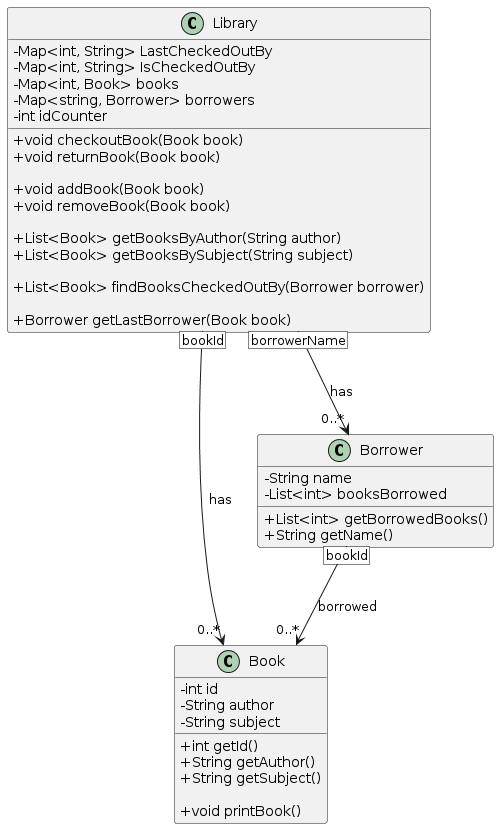 C Library
-Map<int, String> LastCheckedOutBy
-Map<int, String> IsCheckedOutBy
-Map<int, Book> books
-Map<string, Borrower> borrowers
-int idCounter
+void checkoutBook(Book book)
+void returnBook(Book book)
+void addBook(Book book)
+void removeBook(Book book)
+List<Book> getBooksByAuthor(String author)
+List<Book> getBooksBySubject(String subject)
+List<Book> findBooksCheckedOutBy(Borrower borrower)
+Borrower getLastBorrower(Book book)
bookId
borrowerName
has
0..*
C Borrower
-String name
-List<int> booksBorrowed
+List<int> getBorrowedBooks()
+String getName()
has
bookId
borrowed
0..*
0..*
C Book
-int id
-String author
-String subject
+int getId()
+String getAuthor()
+String getSubject()
+void printBook()